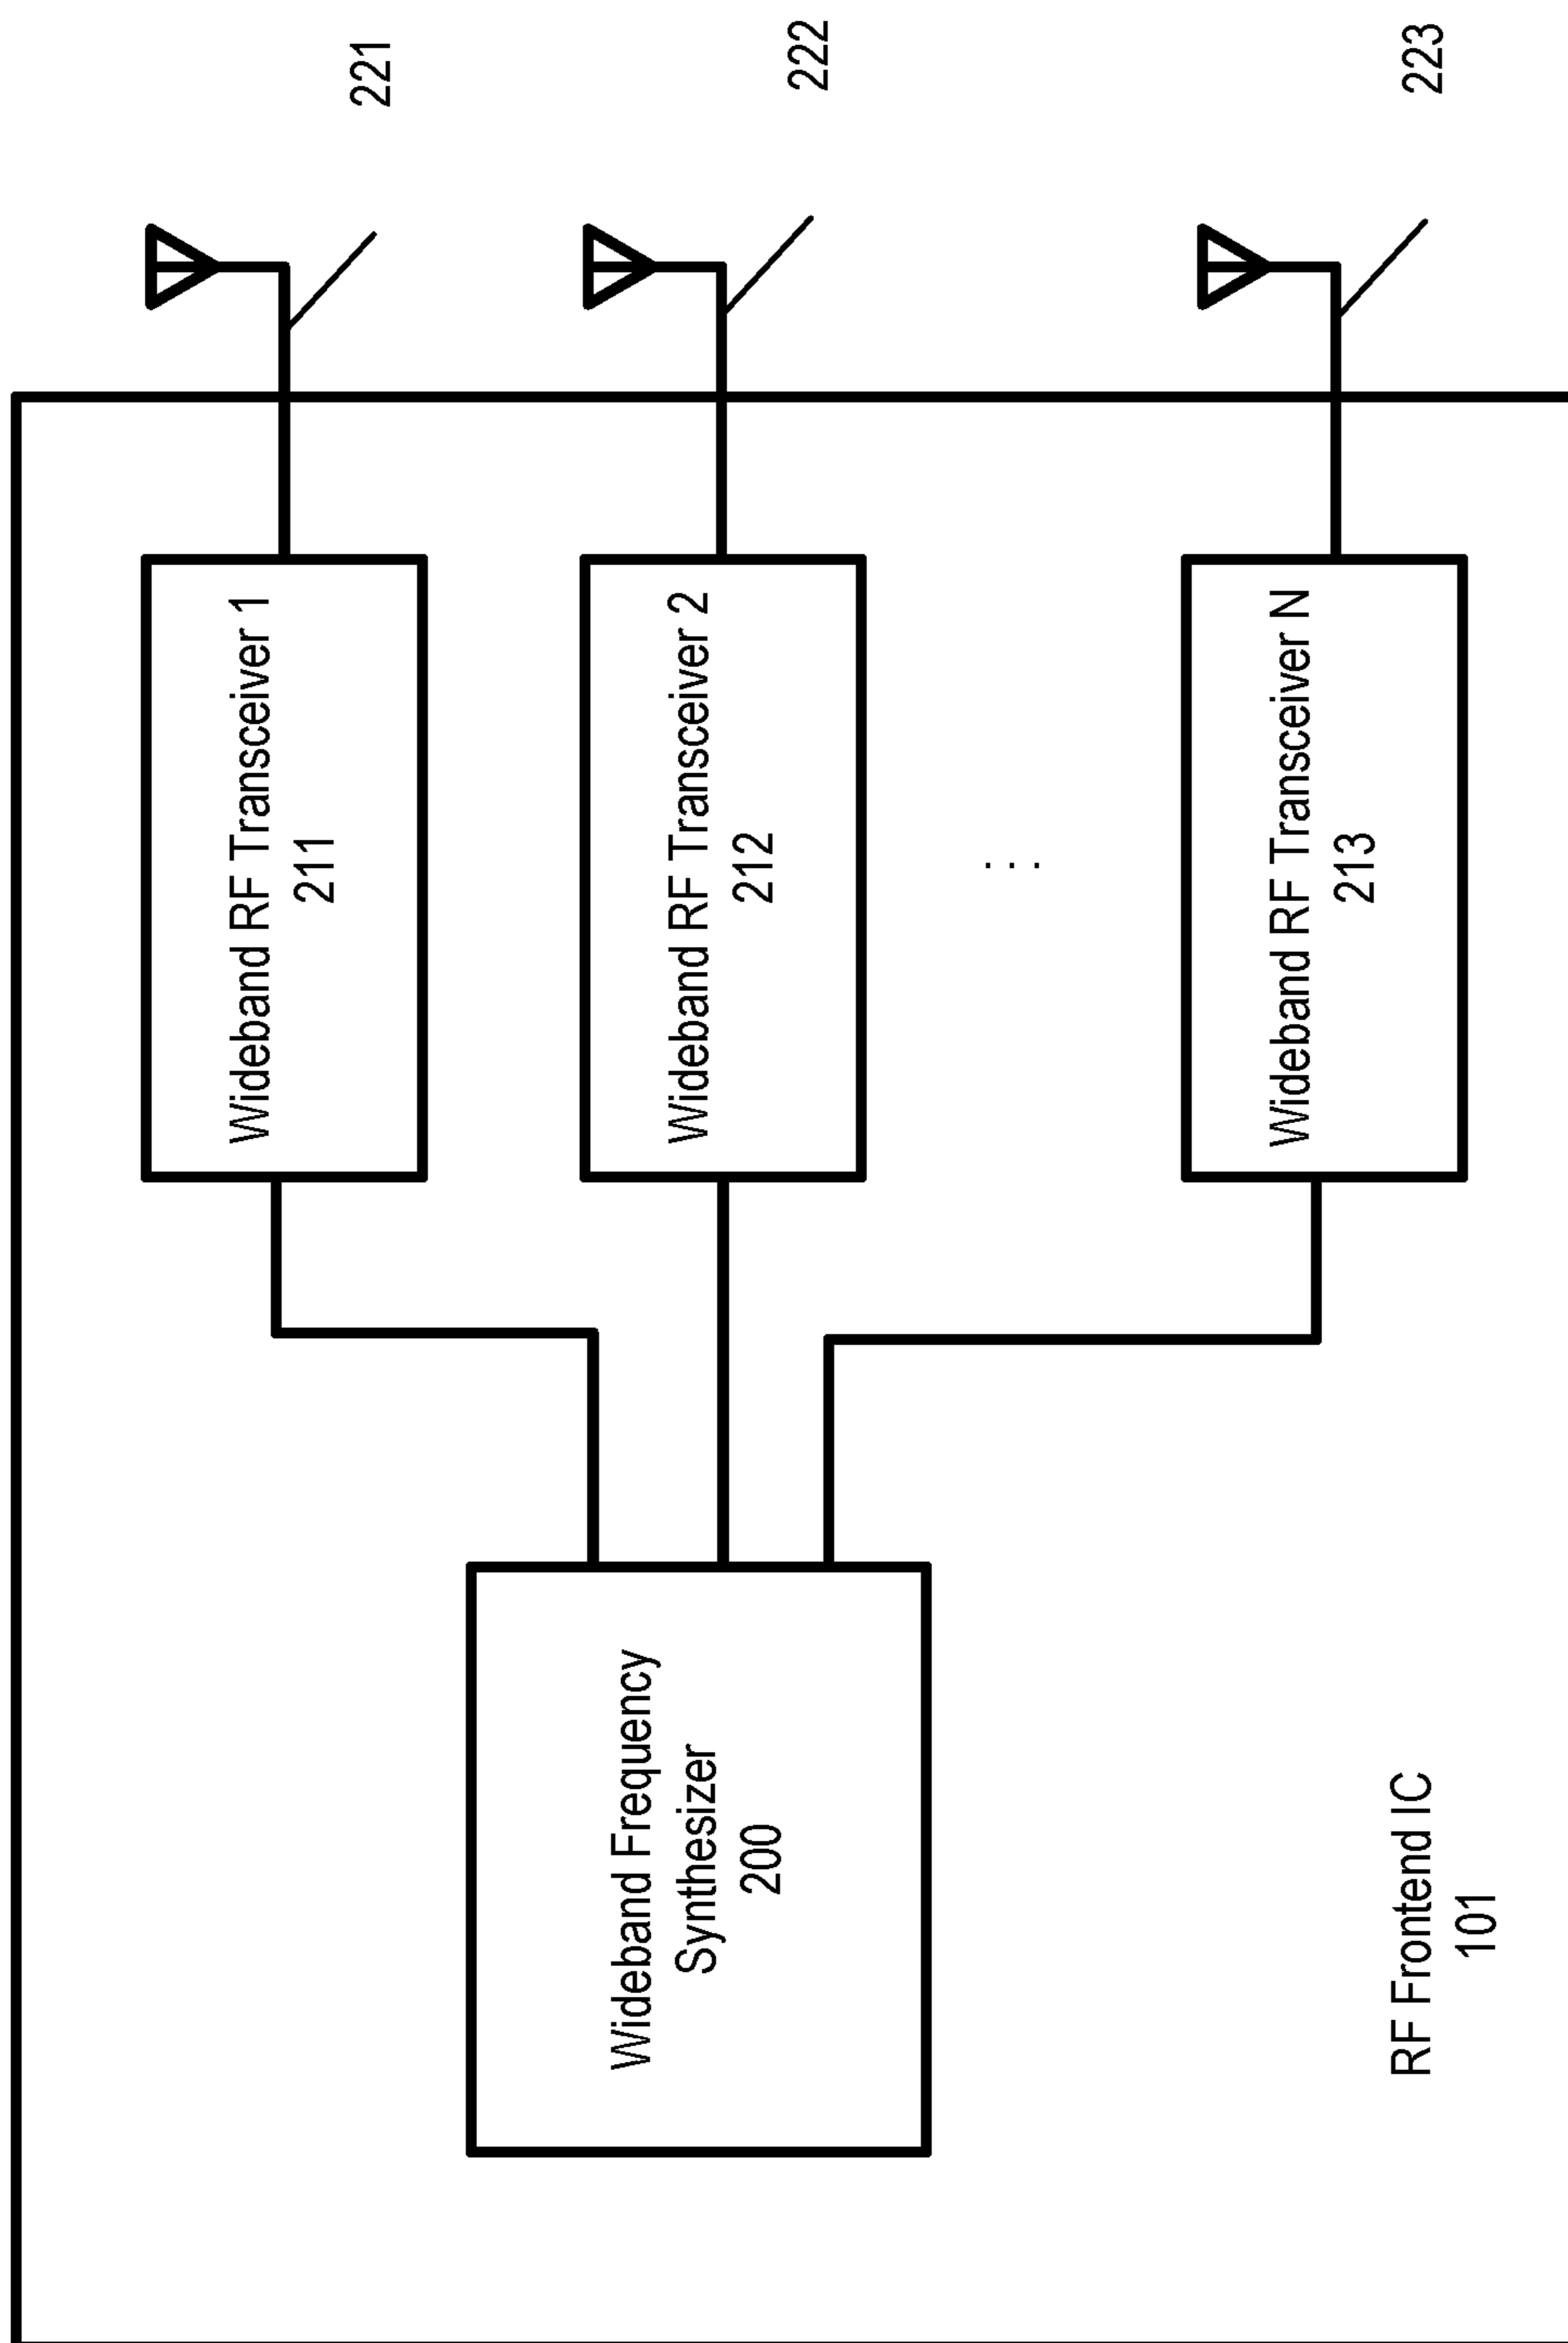 221
Wideband RF Transceiver 1
211
222
Wideband RF Transceiver 2
212
. . .
223
Wideband RF Transceiver N
213
Wideband Frequency
Synthesizer
200
RF Frontend IC
101